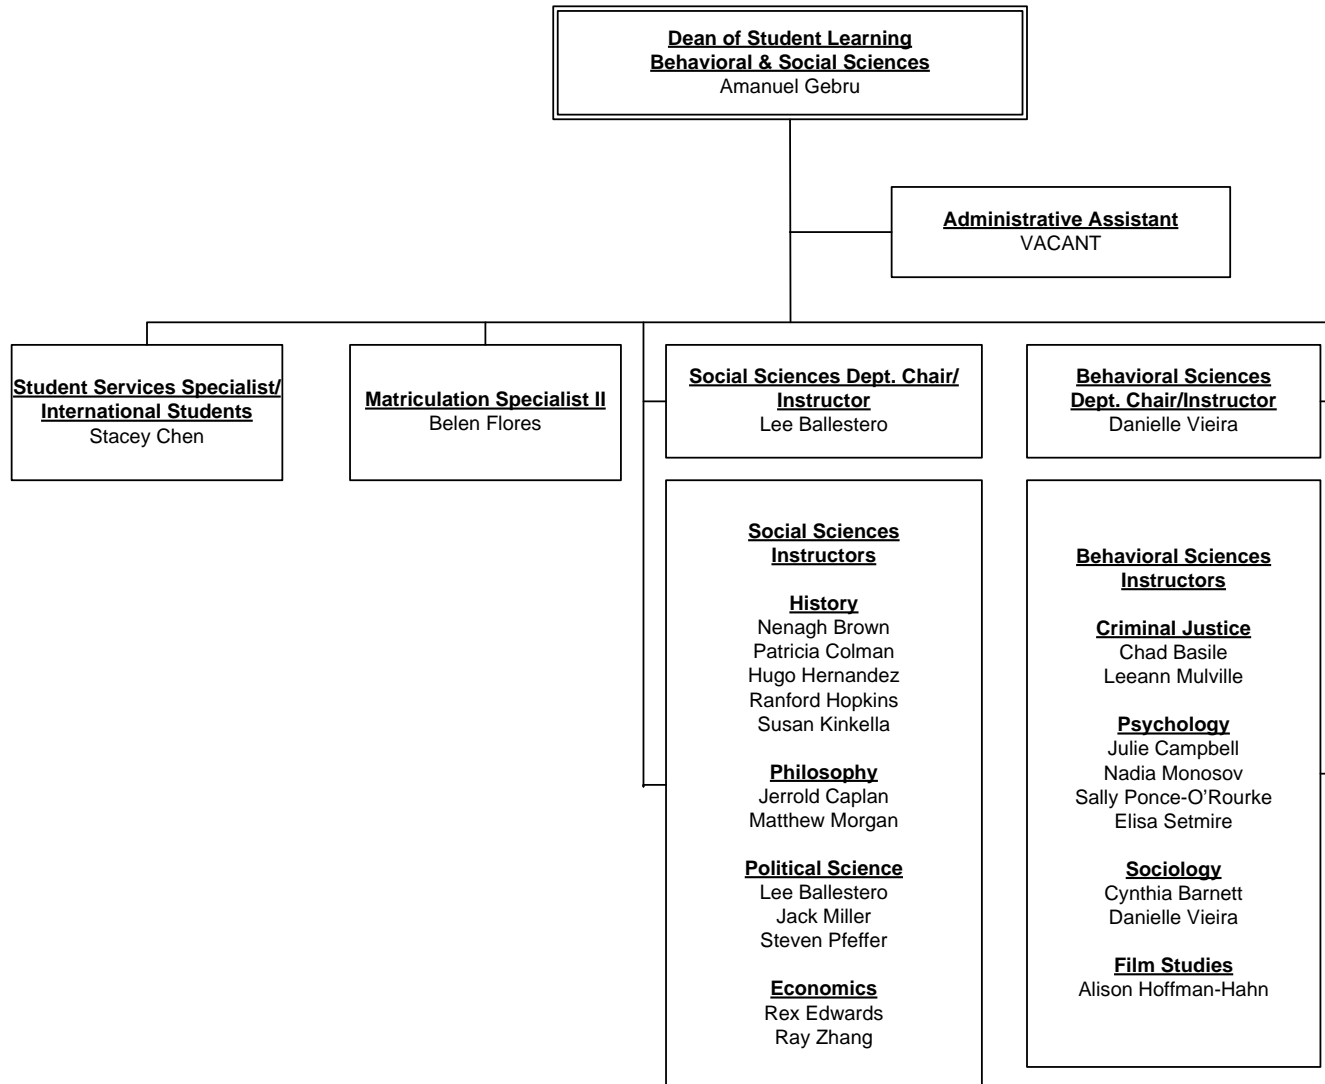 Dean of Student Learning
Behavioral & Social Sciences
Amanuel Gebru
Administrative Assistant
VACANT
Student Services Specialist/
International Students
Stacey Chen
Matriculation Specialist II
Belen Flores
Social Sciences Dept. Chair/
Instructor
Lee Ballestero
Behavioral Sciences
Dept. Chair/Instructor
Danielle Vieira
Social Sciences
Instructors
History
Nenagh Brown
Patricia Colman
Hugo Hernandez
Ranford Hopkins
Susan Kinkella
Philosophy
Jerrold Caplan
Matthew Morgan
Political Science
Lee Ballestero
Jack Miller
Steven Pfeffer
Economics
Rex Edwards
Ray Zhang
Behavioral Sciences
Instructors
Criminal Justice
Chad Basile
Leeann Mulville
Psychology
Julie Campbell
Nadia Monosov
Sally Ponce-O’Rourke
Elisa Setmire
Sociology
Cynthia Barnett
Danielle Vieira
Film Studies
Alison Hoffman-Hahn